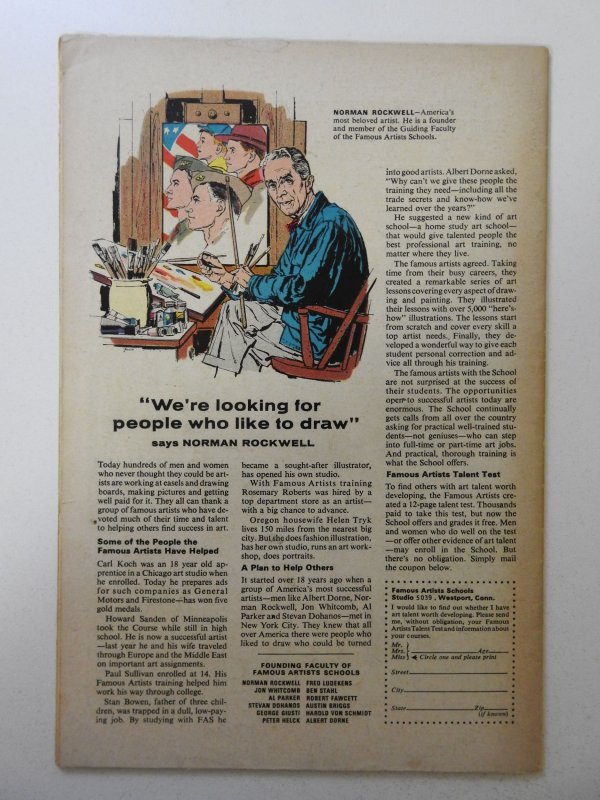 NORMAN ROCKWELL—America's
most beloved artist. He is a founder
and member of the Guiding Faculty
of the Famous Artists Schools.
"We're looking for
people who like to draw"
says NORMAN ROCKWELL
Today hundreds of men and women
who never thought they could be art-
ists are working at easels and drawing
boards, making pictures and getting
well paid for it. They all can thank a
group of famous artists who have de-
voted much of their time and talent
to helping others find success in art.
Some of the People the
Famous Artists Have Helped
Carl Koch was an 18 year old ap-
prentice in a Chicago art studio when
he enrolled. Today he prepares ads
for such companies as General
Motors and Firestone—has won five
gold medals.
Howard Sanden of Minneapolis
took the Course while still in high
school. He is now a successful artist
—last year he and his wife traveled
through Europe and the Middle East
on important art assignments.
Paul Sullivan enrolled at 14. His
Famous Artists training helped him
work his way through college.
Stan Bowen, father of three chil-
dren, was trapped in a dull, low-pay-
ing job. By studying with FAS he
became a sought-after illustrator,
has opened his own studio.
With Famous Artists training
Rosemary Roberts was hired by a
top department store as an artist—
with a big chance to advance.
Oregon housewife Helen Tryk
lives 150 miles from the nearest big
city. But she does fashion illustration,
has her own studio, runs an art work-
shop, does portraits.
A Plan to Help Others
It started over 18 years ago when a
group of America's most successful
artists—men like Albert Dorne, Nor-
man Rockwell, Jon Whitcomb, Al
Parker and Stevan Dohanos—met in
New York City. They knew that all
over America there were people who
liked to draw who could be turned
into good artists. Albert Dorne asked,
"Why can't we give these people the
training they need—including all the
trade secrets and know-how we've
learned over the years?"
He suggested a new kind of art
school—a home study art school—
that would give talented people the
best professional art training, no
matter where they live.
The famous artists agreed. Taking
time from their busy careers, they
created a remarkable series of art
lessons covering every aspect of draw-
ing and painting. They illustrated
their lessons with over 5,000 "here's-
how" illustrations. The lessons start
from scratch and cover every skill a
top artist needs. Finally, they de-
veloped a wonderful way to give each
student personal correction and ad-
vice all through his training.
The famous artists with the School
are not surprised at the success of
their students. The opportunities
open to successful artists today are
enormous. The School continually
gets calls from all over the country
asking for practical well-trained stu-
dents—not geniuses—who can step
into full-time or part-time art jobs.
And practical, thorough training is
what the School offers.
Famous Artists Talent Test
To find others with art talent worth
developing, the Famous Artists cre-
ated a 12-page talent test. Thousands
paid to take this test, but now the
School offers and grades it free. Men
and women who do well on the test
—or offer other evidence of art talent
—may enroll in the School. But
there's no obligation. Simply mail
the coupon below.
FOUNDING FACULTY OF
FAMOUS ARTISTS SCHOOLS
NORMAN ROCKWELL FRED LUDEKENS
JON WHITCOMB BEN STAHL
AL PARKER ROBERT FAWCETT
STEVAN DOHANOS AUSTIN BRIGGS
GEORGE GIUSTI HAROLD VON SCHMIDT
PETER HELCK ALBERT DORNE
Famous Artists Schools
Studio 5039, Westport, Conn.
I would like to find out whether I have
art talent worth developing. Please send
me, without obligation, your Famous
Artists Talent Test and information about
your courses.
Mr.
Mrs. Age
Miss Circle one and please print
Street
City
State Zip
(if known)